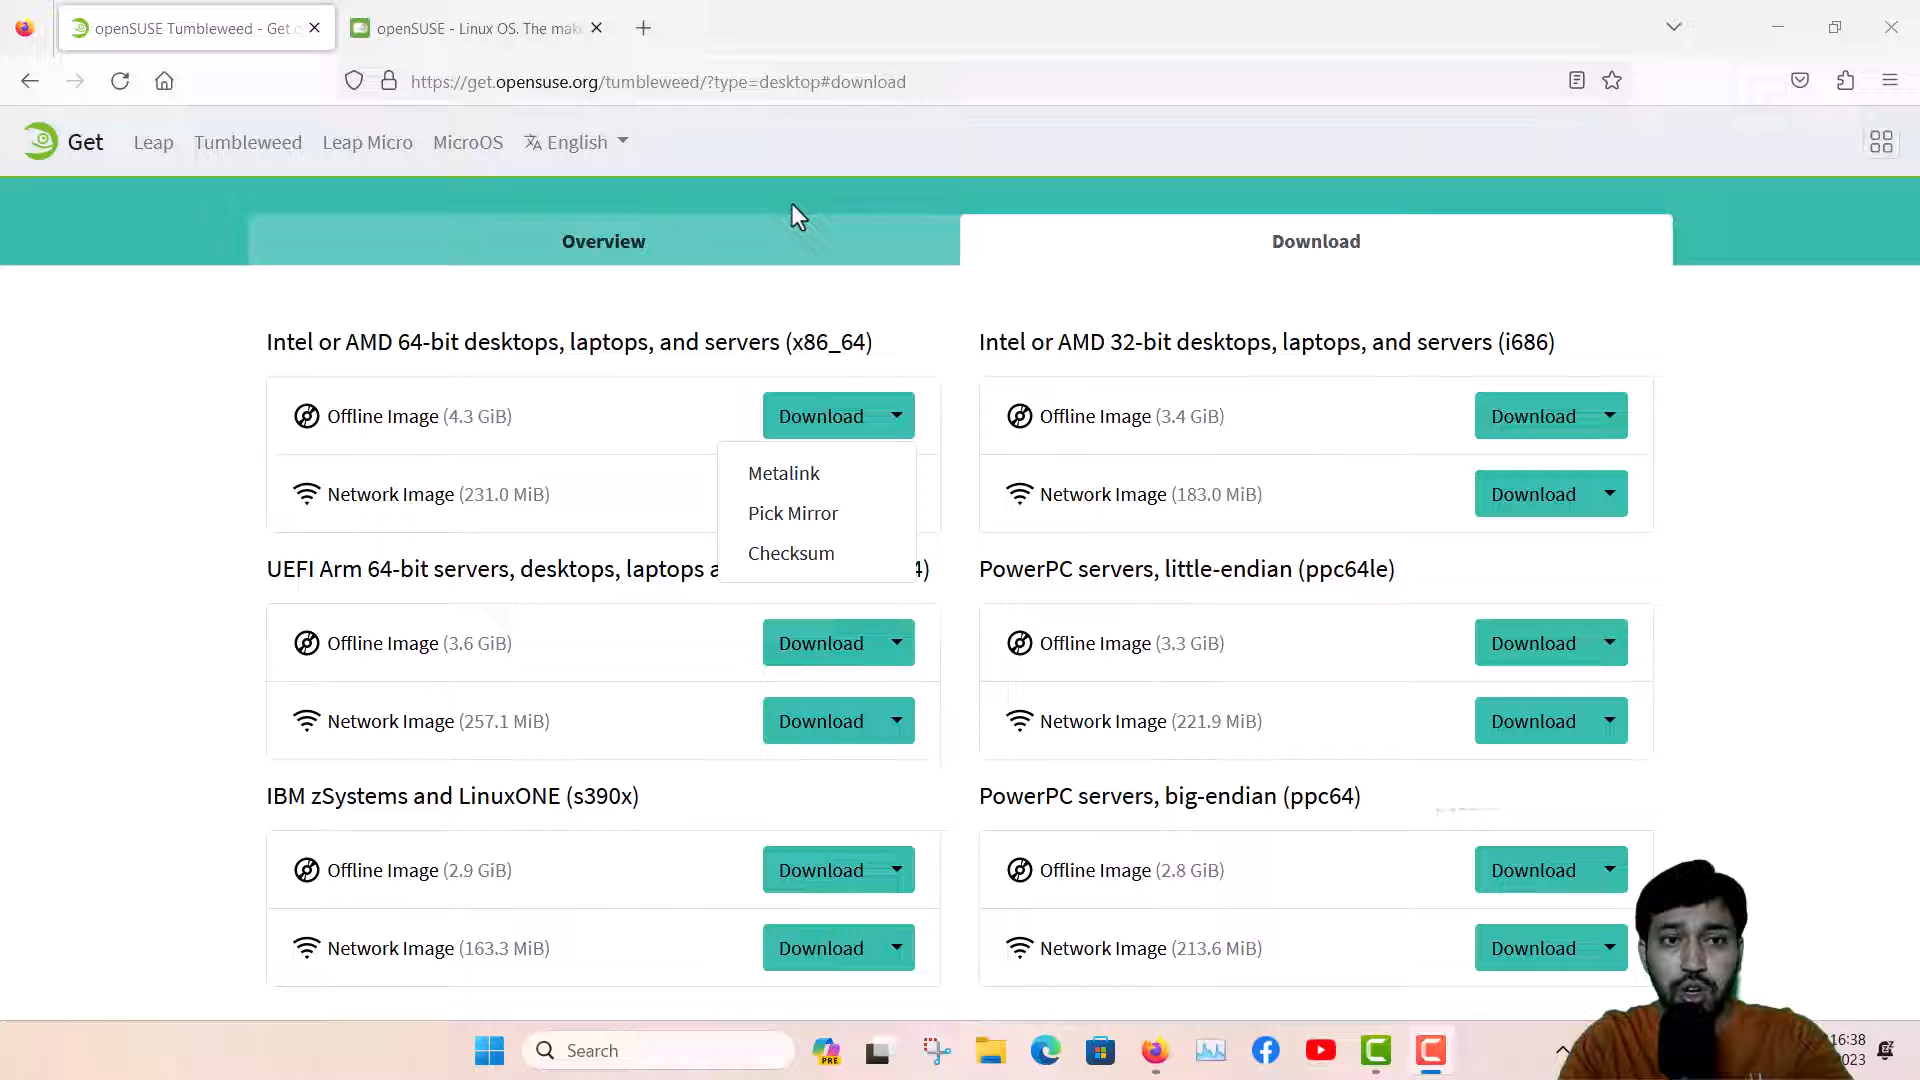 openSUSE Tumbleweed - Get o
openSUSE - Linux OS. The make
https://get.opensuse.org/tumbleweed/?type=desktop#download
Get
Leap
Tumbleweed
Leap Micro
MicroOS
English
Overview
Download
Intel or AMD 64-bit desktops, laptops, and servers (x86_64)
Offline Image (4.3 GiB)
Download
Metalink
Pick Mirror
Checksum
Network Image (231.0 MiB)
Intel or AMD 32-bit desktops, laptops, and servers (i686)
Offline Image (3.4 GiB)
Download
Network Image (183.0 MiB)
Download
UEFI Arm 64-bit servers, desktops, laptops a
4)
Offline Image (3.6 GiB)
Download
Network Image (257.1 MiB)
Download
PowerPC servers, little-endian (ppc64le)
Offline Image (3.3 GiB)
Download
Network Image (221.9 MiB)
Download
IBM zSystems and LinuxONE (s390x)
Offline Image (2.9 GiB)
Download
Network Image (163.3 MiB)
Download
PowerPC servers, big-endian (ppc64)
Offline Image (2.8 GiB)
Download
Network Image (213.6 MiB)
Download
Search
PRE
16:38
023